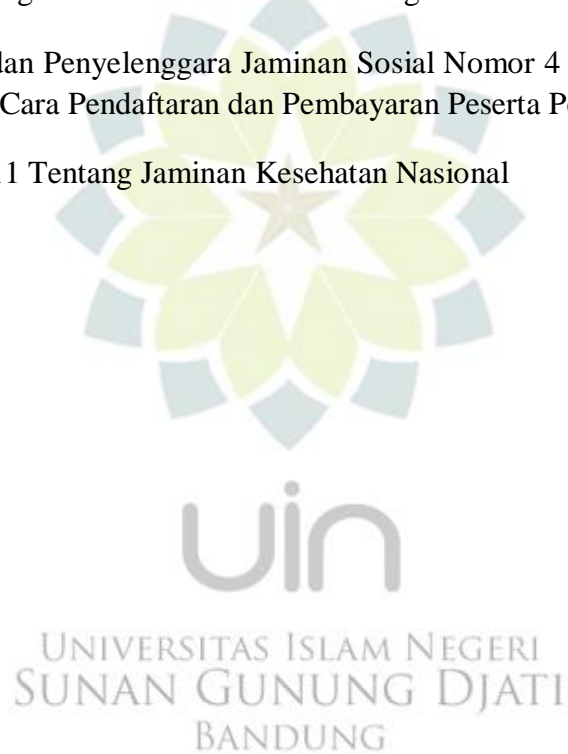 dan Penyelenggara Jaminan Sosial Nomor 4
Cara Pendaftaran dan Pembayaran Peserta
1 Tentang Jaminan Kesehatan Nasional
uin
UNIVERSITAS ISLAM NEGERI
SUNAN GUNUNG DJATI
BANDUNG